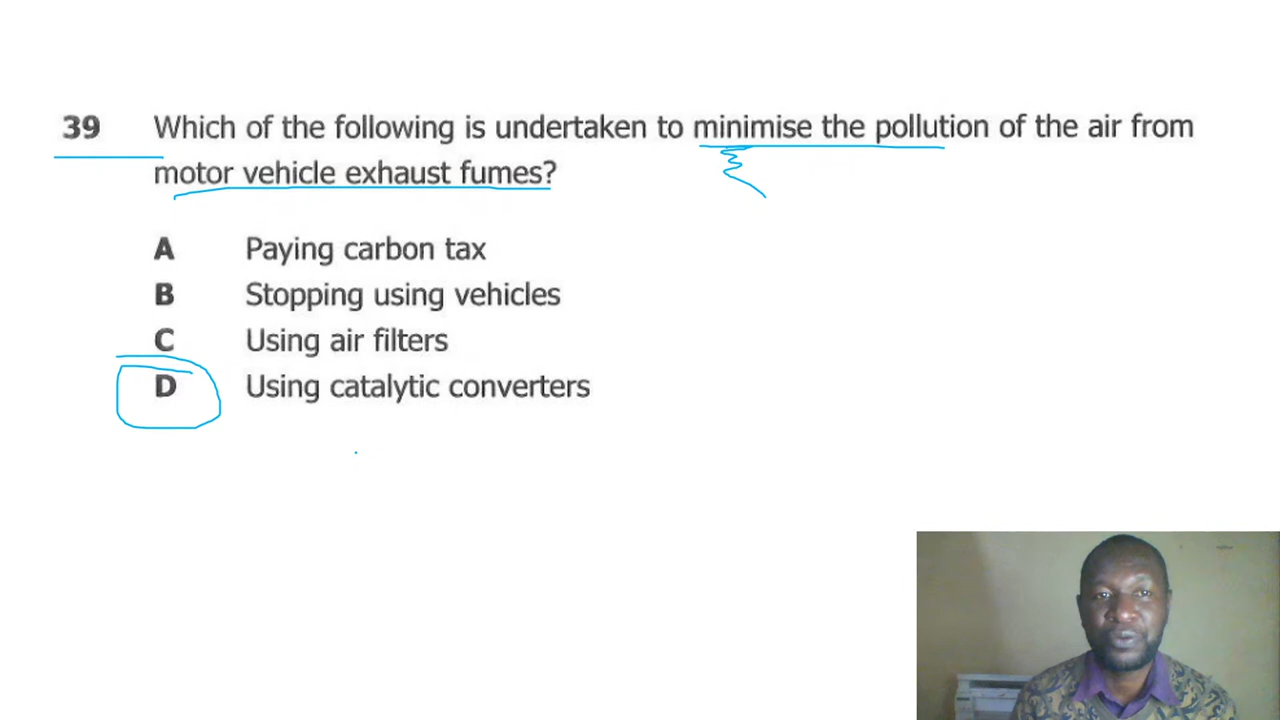 39 Which of the following is undertaken to minimise the pollution of the air from
motor vehicle exhaust fumes?
A Paying carbon tax
B Stopping using vehicles
C Using air filters
D Using catalytic converters